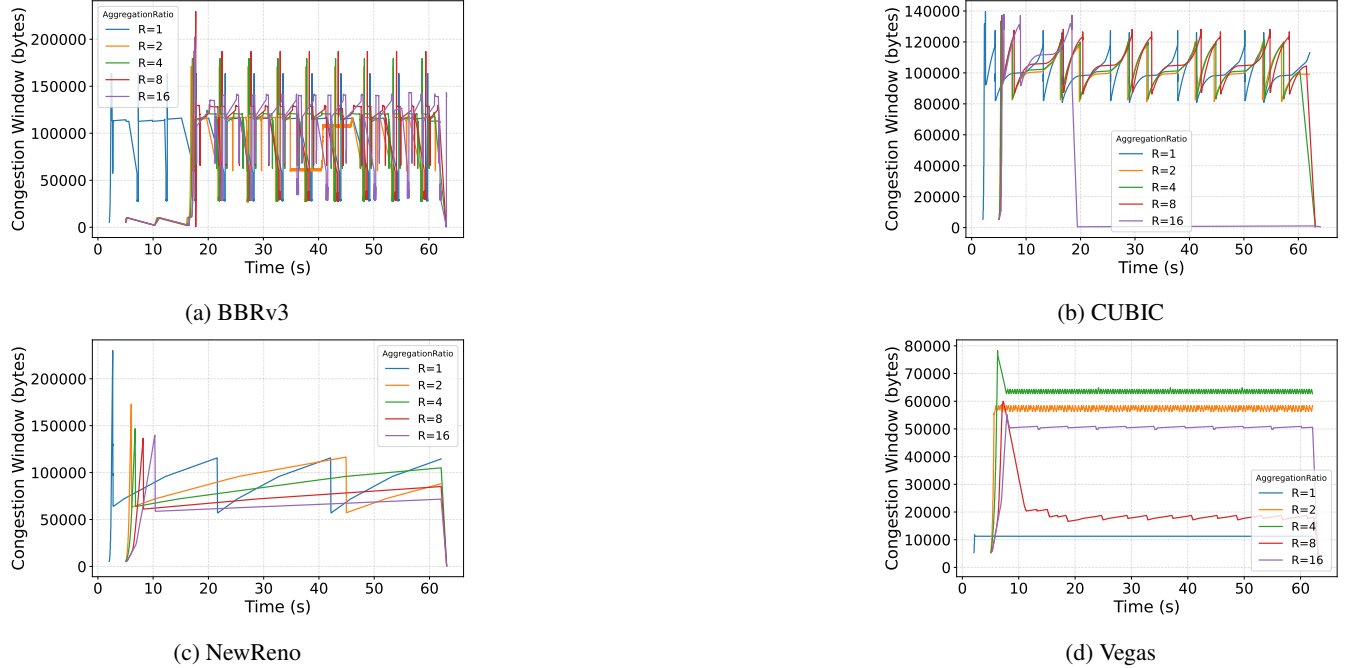 AggregationRatio
R=1
R=2
R=4
R=8
R=16
Congestion Window (bytes)
200000
150000
100000
50000
0
0 10 20 30 40 50 60
Time (s)
(a) BBRv3
AggregationRatio
R=1
R=2
R=4
R=8
R=16
Congestion Window (bytes)
140000
120000
100000
80000
60000
40000
20000
0
0 10 20 30 40 50 60
Time (s)
(b) CUBIC
AggregationRatio
R=1
R=2
R=4
R=8
R=16
Congestion Window (bytes)
200000
150000
100000
50000
0
0 10 20 30 40 50 60
Time (s)
(c) NewReno
AggregationRatio
R=1
R=2
R=4
R=8
R=16
Congestion Window (bytes)
80000
70000
60000
50000
40000
30000
20000
10000
0
0 10 20 30 40 50 60
Time (s)
(d) Vegas